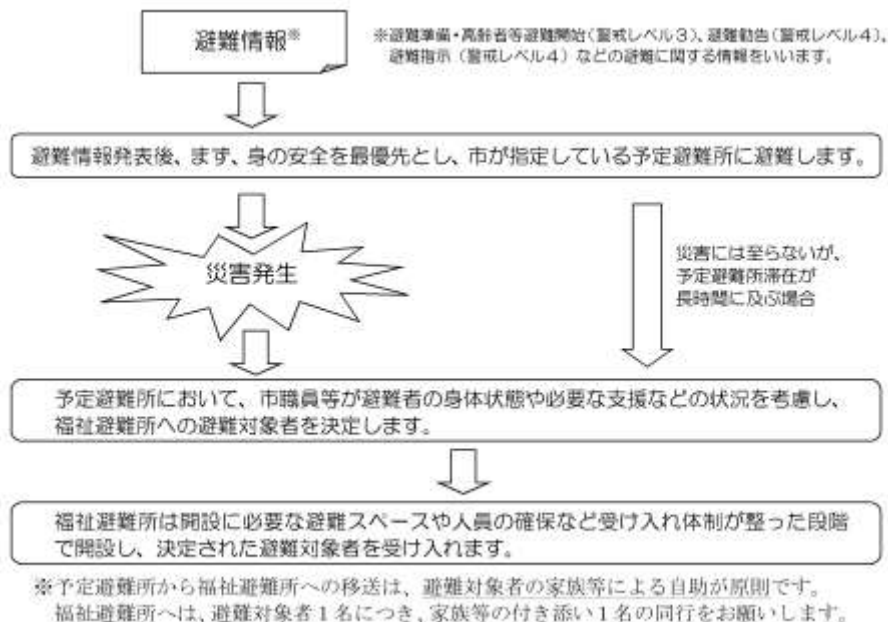 避難情報※
※避難準備・高齢者等避難開始（警戒レベル３）、避難勧告（警戒レベル４）、
避難指示（警戒レベル４）などの避難に関する情報をいいます。
避難情報発表後、まず、身の安全を最優先とし、市が指定している予定避難所に避難します。
災害発生
災害には至らないが、
予定避難所滞在が
長時間に及ぶ場合
予定避難所において、市職員等が避難者の身体状態や必要な支援などの状況を考慮し、
福祉避難所への避難対象者を決定します。
福祉避難所は開設に必要な避難スペースや人員の確保など受け入れ体制が整った段階
で開設し、決定された避難対象者を受け入れます。
※予定避難所から福祉避難所への移送は、避難対象者の家族等による自助が原則です。
福祉避難所へは、避難対象者１名につき、家族等の付き添い１名の同行をお願いします。